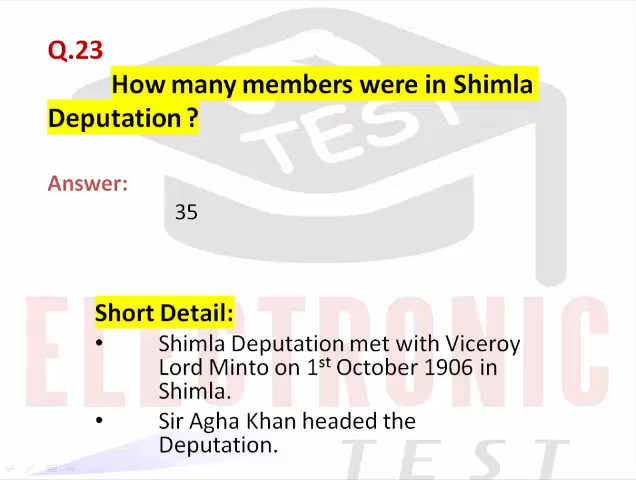 Q.23
How many members were in Shimla
Deputation ?
TEST
Answer:
35
ELECTRONIC
Short Detail:
• Shimla Deputation met with Viceroy
Lord Minto on 1st October 1906 in
Shimla.
• Sir Agha Khan headed the
Deputation.
TEST